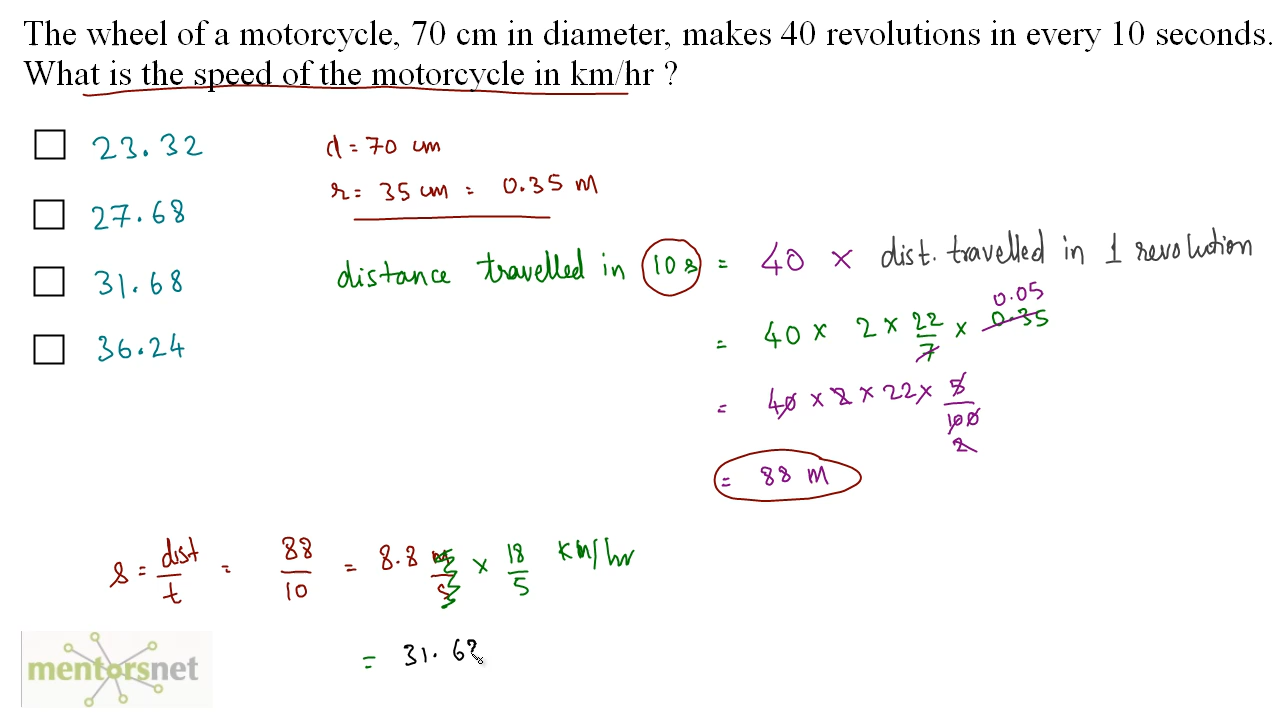 The wheel of a motorcycle, 70 cm in diameter, makes 40 revolutions in every 10 seconds.
What is the speed of the motorcycle in km/hr ?
23.32
27.68
31.68
36.24
d = 70 cm
r = 35 cm = 0.35 m
distance travelled in 10 s = 40 × dist. travelled in 1 revolution
0.05
= 40 × 2 × 22/7 × 0.35
= 40 × 2 × 22 × 5/100
2
= 88 m
s = dist/t = 88/10 = 8.8 m/s × 18/5 km/hr
= 31.68
mentorsnet